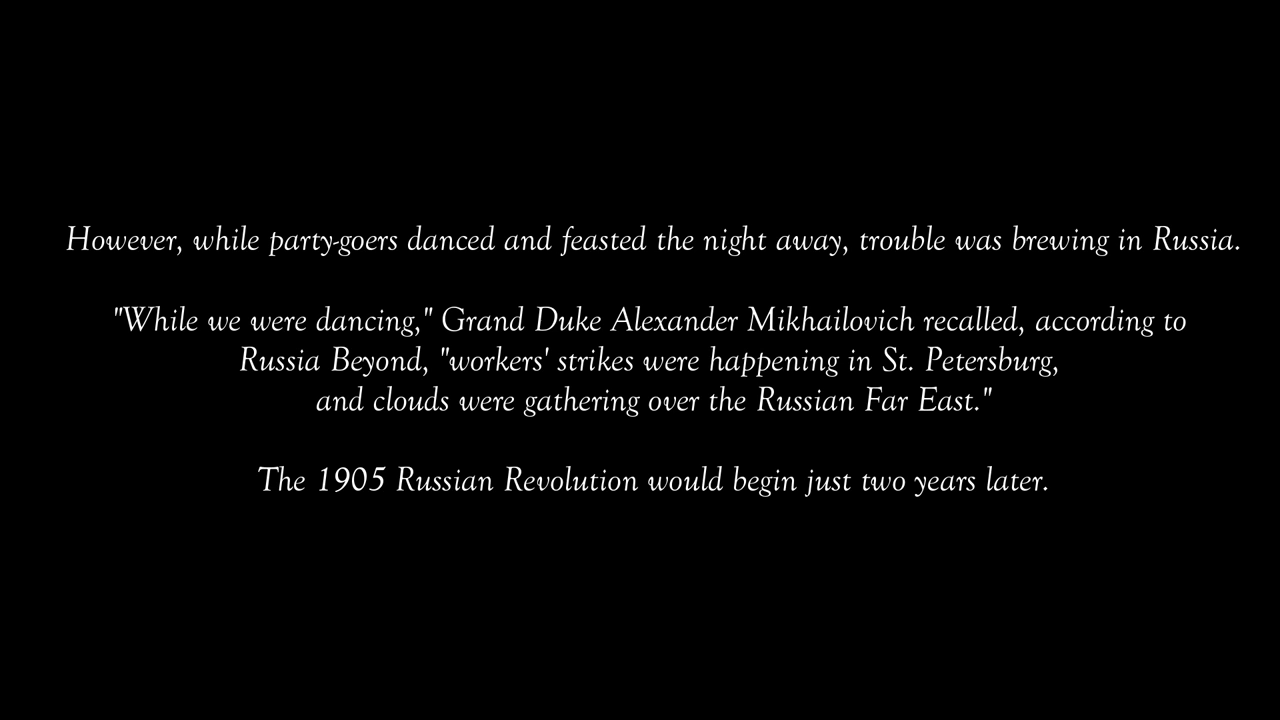 However, while party-goers danced and feasted the night away, trouble was brewing in Russia.
"While we were dancing," Grand Duke Alexander Mikhailovich recalled, according to
Russia Beyond, "workers' strikes were happening in St. Petersburg,
and clouds were gathering over the Russian Far East."
The 1905 Russian Revolution would begin just two years later.